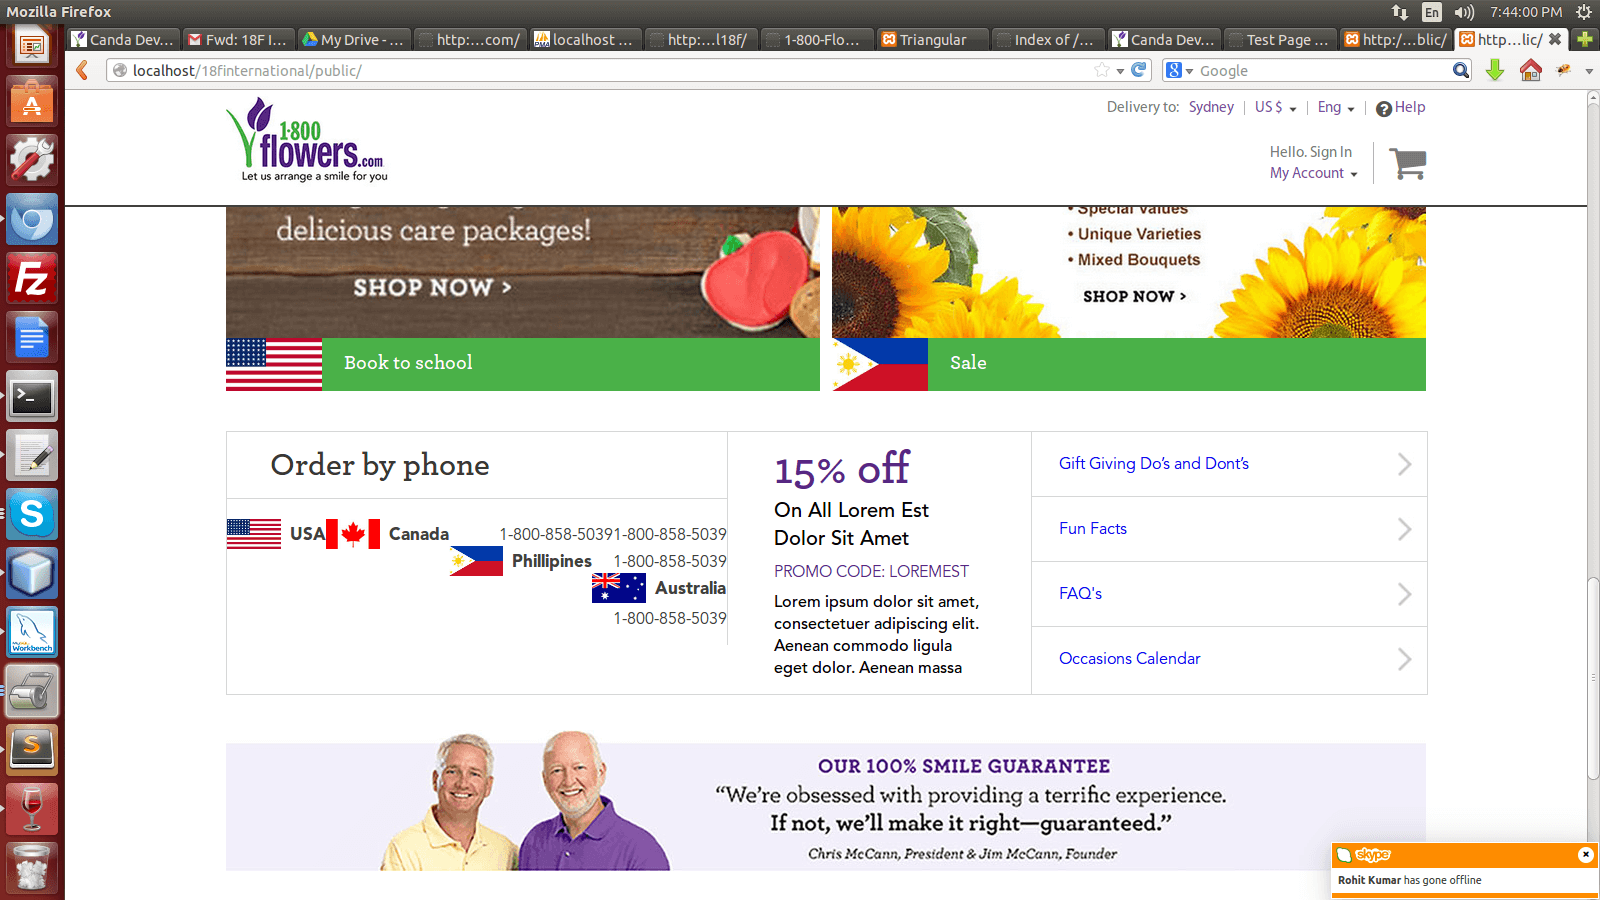 Mozilla Firefox
En
7:44:00 PM
Canda Dev...
Fwd: 18F I...
My Drive - ...
http:...com/
localhost ...
http:...l18f/
1-800-Flo...
Triangular
Index of /...
Canda Dev...
Test Page ...
http:/...blic/
http...lic/
localhost/18finternational/public/
Google
1·800
flowers.com
Let us arrange a smile for you
Delivery to: Sydney | US $ | Eng | Help
Hello. Sign In
My Account
delicious care packages!
SHOP NOW >
• Special Values
• Unique Varieties
• Mixed Bouquets
SHOP NOW >
Book to school
Sale
Order by phone
USA Canada 1-800-858-50391-800-858-5039
Phillipines 1-800-858-5039
Australia
1-800-858-5039
15% off
On All Lorem Est
Dolor Sit Amet
PROMO CODE: LOREMEST
Lorem ipsum dolor sit amet,
consectetuer adipiscing elit.
Aenean commodo ligula
eget dolor. Aenean massa
Gift Giving Do’s and Dont’s
Fun Facts
FAQ's
Occasions Calendar
OUR 100% SMILE GUARANTEE
“We’re obsessed with providing a terrific experience.
If not, we’ll make it right—guaranteed.”
Chris McCann, President & Jim McCann, Founder
skype
Rohit Kumar has gone offline
Workbench